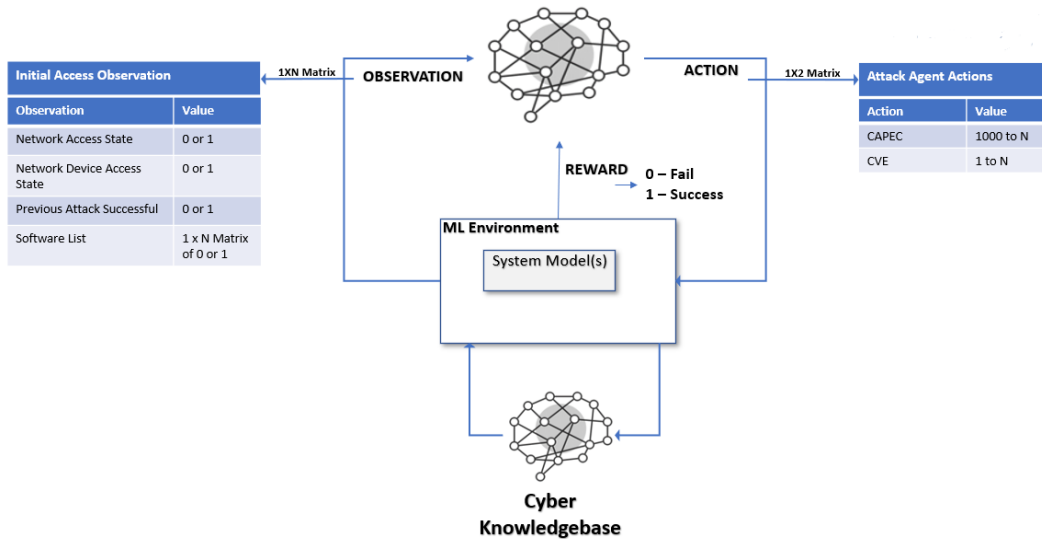 Initial Access Observation
Observation Value
Network Access State 0 or 1
Network Device Access 0 or 1
State
Previous Attack Successful 0 or 1
Software List 1 x N Matrix
of 0 or 1
1XN Matrix
OBSERVATION
ACTION
1X2 Matrix
Attack Agent Actions
Action Value
CAPEC 1000 to N
CVE 1 to N
REWARD
0 – Fail
1 – Success
ML Environment
System Model(s)
Cyber
Knowledgebase